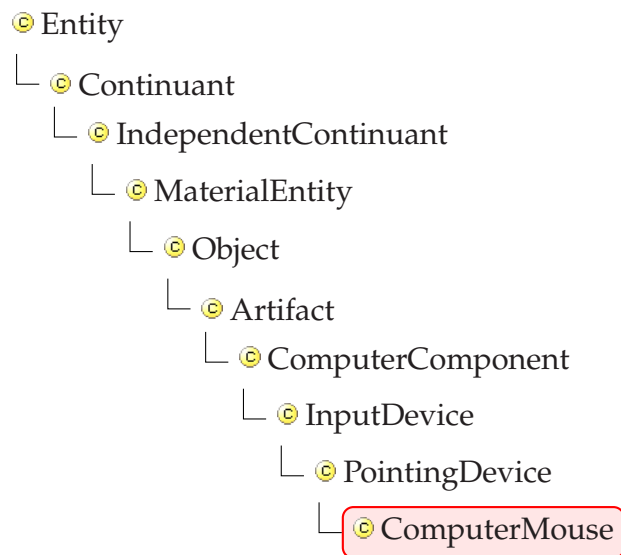 Entity
Continuant
IndependentContinuant
MaterialEntity
Object
Artifact
ComputerComponent
InputDevice
PointingDevice
ComputerMouse